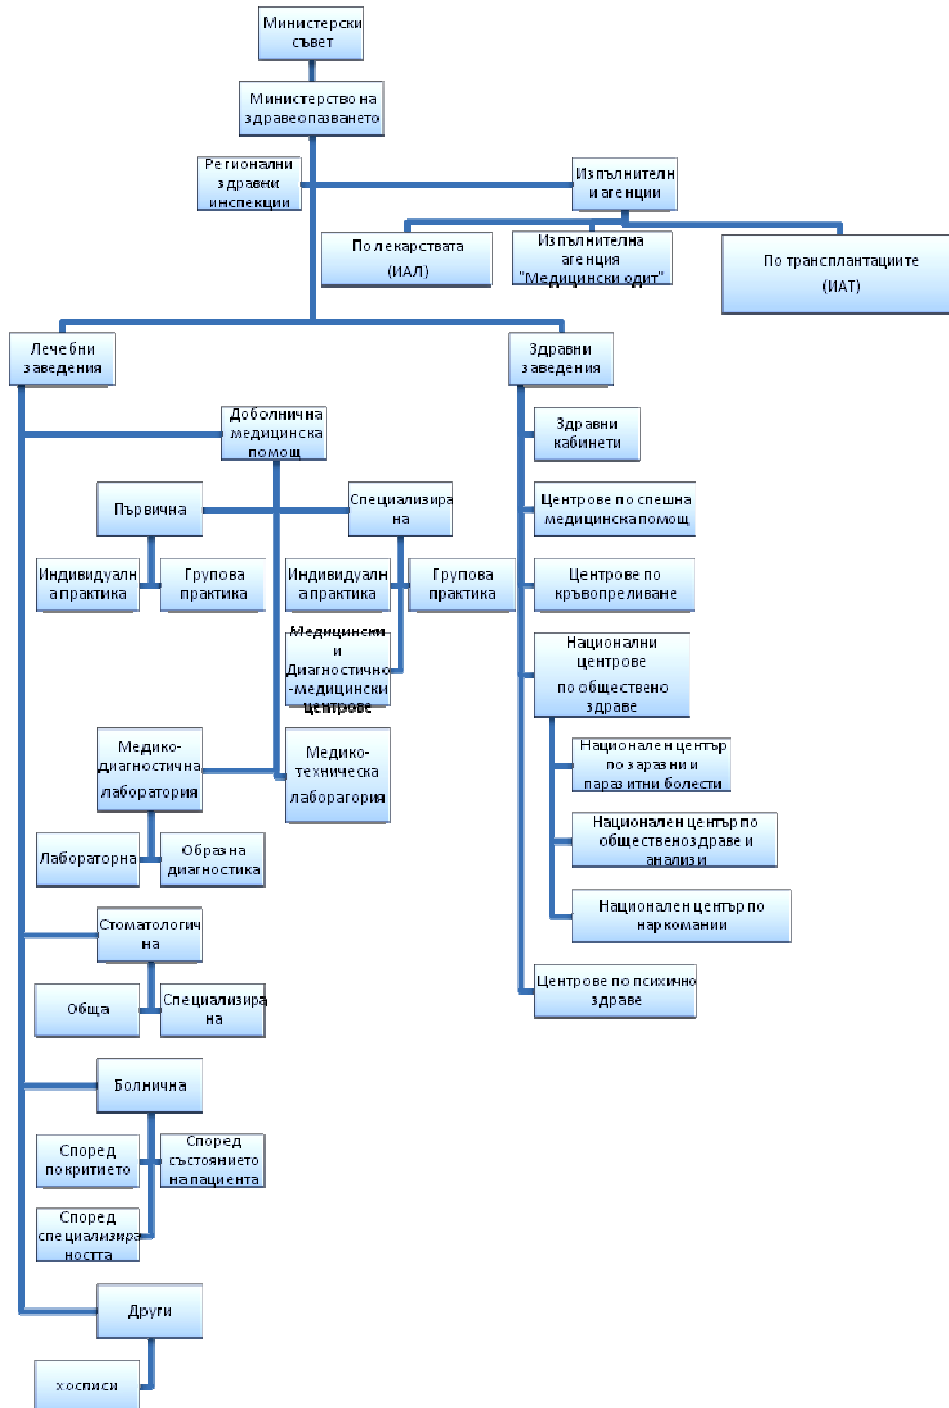 Министерски
съвет
Министерство на
здравеопазването
Регионални
здравни
инспекции
Изпълнителн
и агенции
По лекарствата
(ИАЛ)
Изпълнителна
агенция
"Медицински одит"
По трансплантациите
(ИАТ)
Лечебни
заведения
Здравни
заведения
Доболнична
медицинска
помощ
Здравни
кабинети
Първична
Специализира
на
Центрове по спешна
медицинска помощ
Индивидуалн
а практика
Групова
практика
Индивидуалн
а практика
Групова
практика
Центрове по
кръвопреливане
Медицински
и
Диагностично
-медицински
центрове
Национални
центрове
по обществено
здраве
Медико-
диагностична
лаборатория
Медико-
техническа
лаборатория
Национален център
по заразни и
паразитни болести
Лабораторна
Образна
диагностика
Национален център по
обществено здраве и
анализи
Национален център по
наркомании
Стоматологич
на
Центрове по психично
здраве
Обща
Специализира
на
Болнична
Според
покритието
Според
състоянието
на пациента
Според
специализира
ността
Други
хосписи